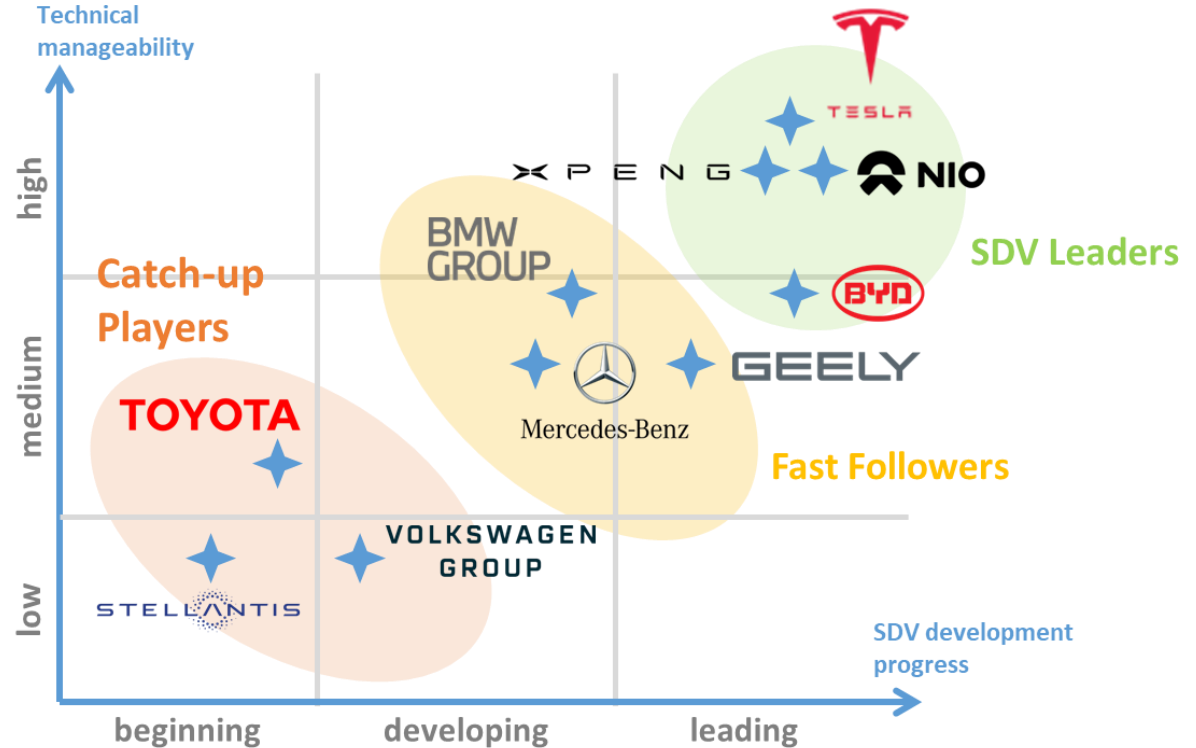 Technical
manageability
TESLA
XPENG
NIO
BMW
GROUP
SDV Leaders
Catch-up
Players
BYD
GEELY
Mercedes-Benz
TOYOTA
Fast Followers
VOLKSWAGEN
GROUP
STELLANTIS
high
medium
low
SDV development
progress
beginning
developing
leading